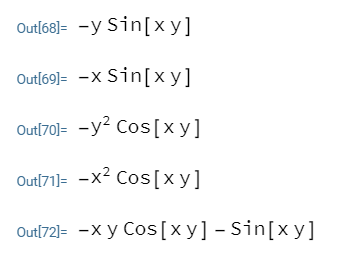 Out[68]= -y Sin[x y]
Out[69]= -x Sin[x y]
Out[70]= -y² Cos[x y]
Out[71]= -x² Cos[x y]
Out[72]= -x y Cos[x y] - Sin[x y]